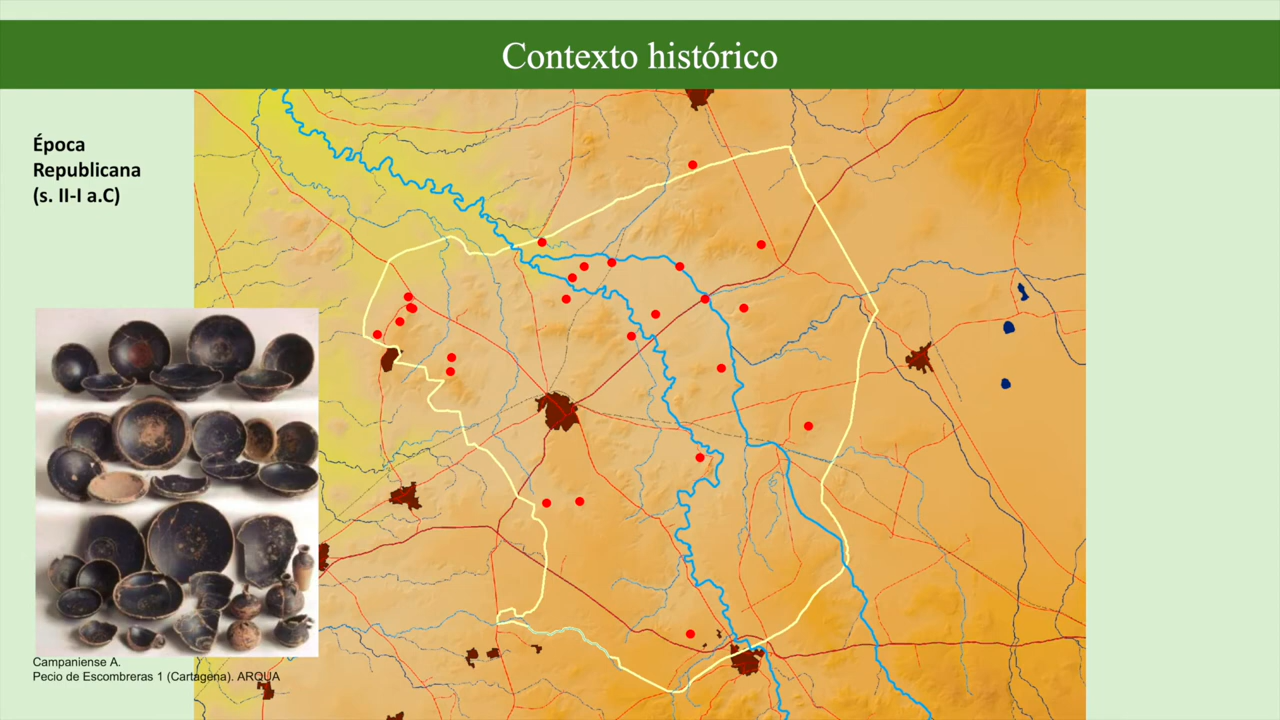 Contexto histórico
Época
Republicana
(s. II-I a.C)
Campaniense A.
Pecio de Escombreras 1 (Cartagena). ARQUA